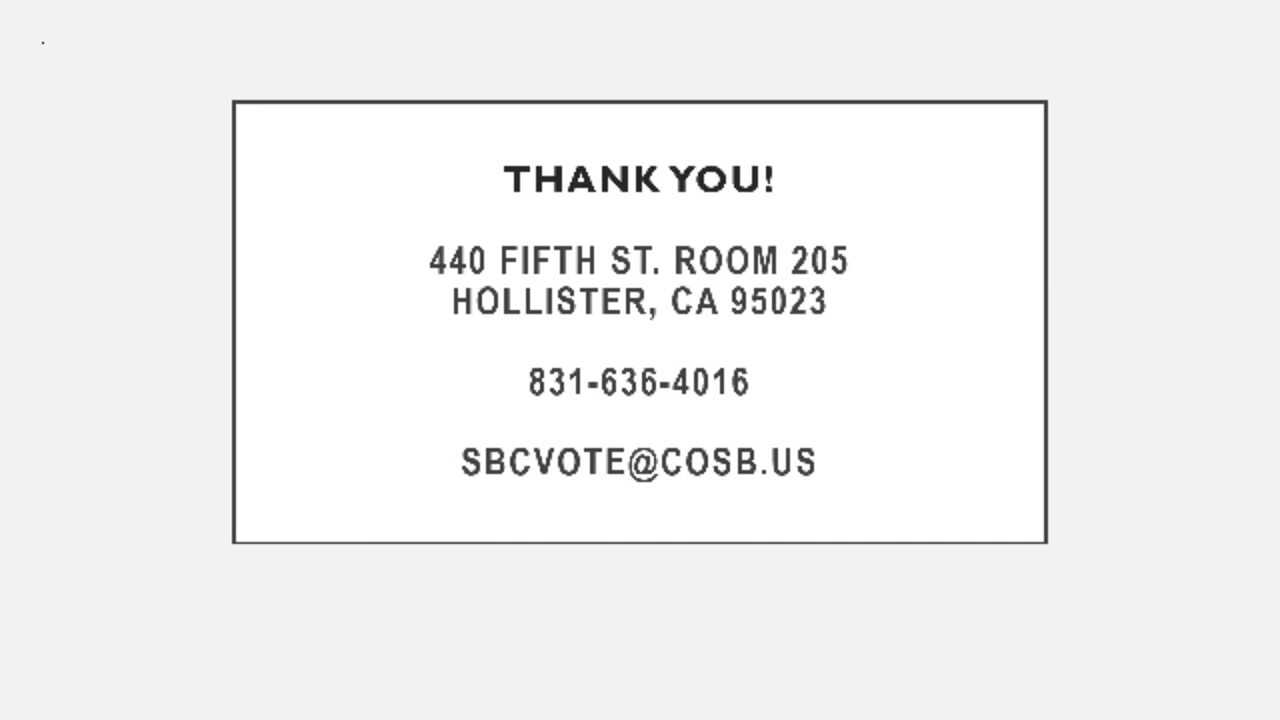 THANK YOU!
440 FIFTH ST. ROOM 205
HOLLISTER, CA 95023
831-636-4016
SBCVOTE@COSB.US